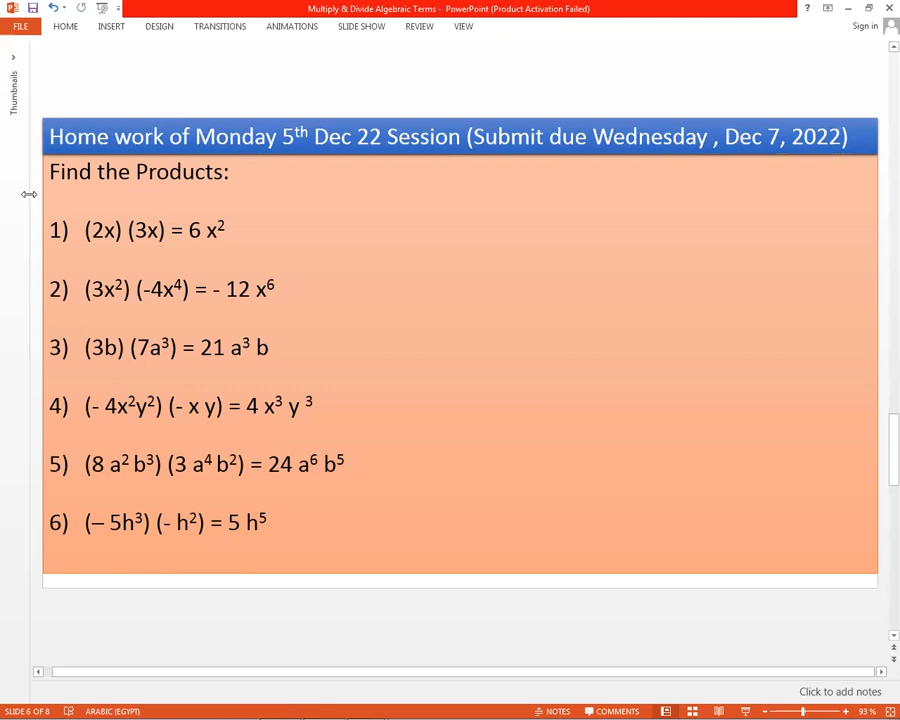 Multiply & Divide Algebraic Terms - PowerPoint (Product Activation Failed)
?
FILE HOME INSERT DESIGN TRANSITIONS ANIMATIONS SLIDE SHOW REVIEW VIEW Sign in
Thumbnails
Home work of Monday 5ᵗʰ Dec 22 Session (Submit due Wednesday , Dec 7, 2022)
Find the Products:
1) (2x) (3x) = 6 x²
2) (3x²) (-4x⁴) = - 12 x⁶
3) (3b) (7a³) = 21 a³ b
4) (- 4x²y²) (- x y) = 4 x³ y ³
5) (8 a² b³) (3 a⁴ b²) = 24 a⁶ b⁵
6) (– 5h³) (- h²) = 5 h⁵
Click to add notes
SLIDE 6 OF 8 ARABIC (EGYPT) NOTES COMMENTS 93 %